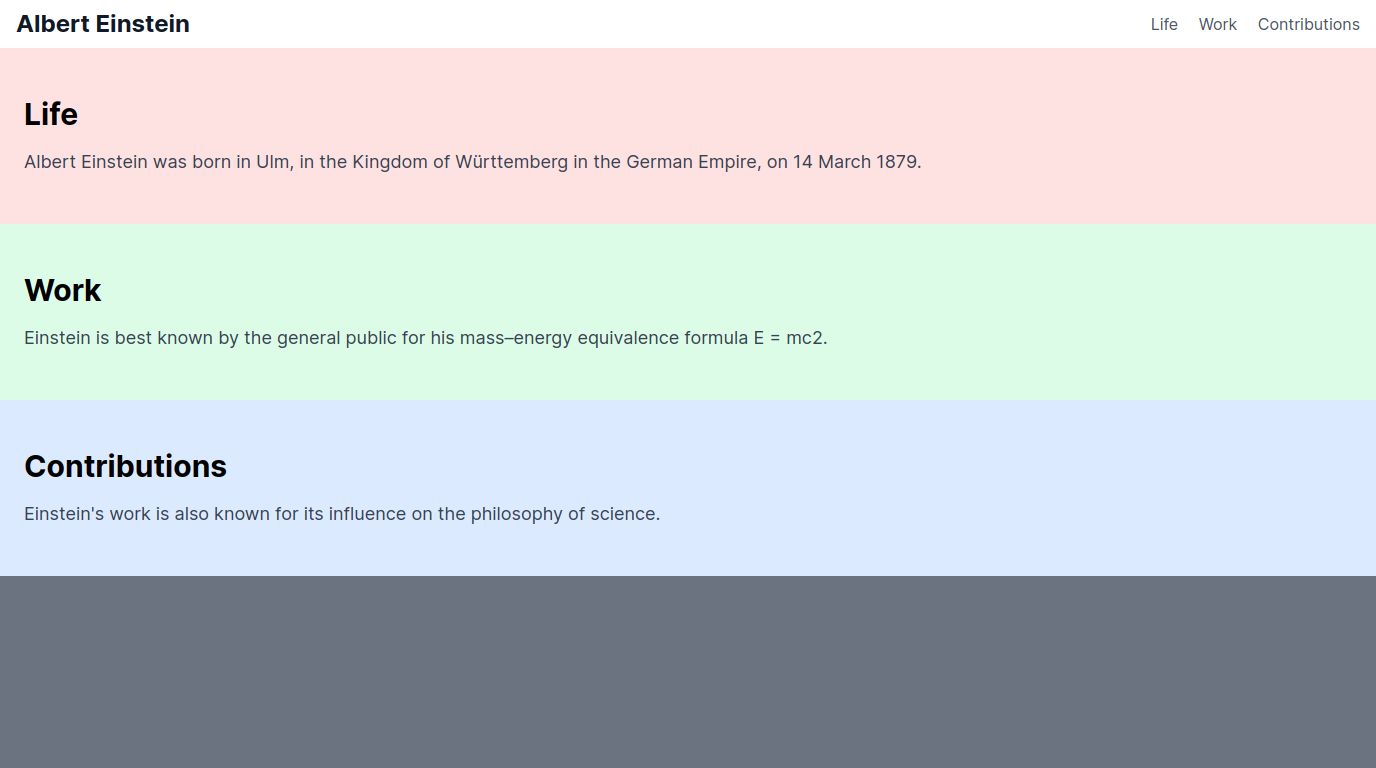 Albert Einstein
Life Work Contributions
Life
Albert Einstein was born in Ulm, in the Kingdom of Württemberg in the German Empire, on 14 March 1879.
Work
Einstein is best known by the general public for his mass–energy equivalence formula E = mc2.
Contributions
Einstein's work is also known for its influence on the philosophy of science.